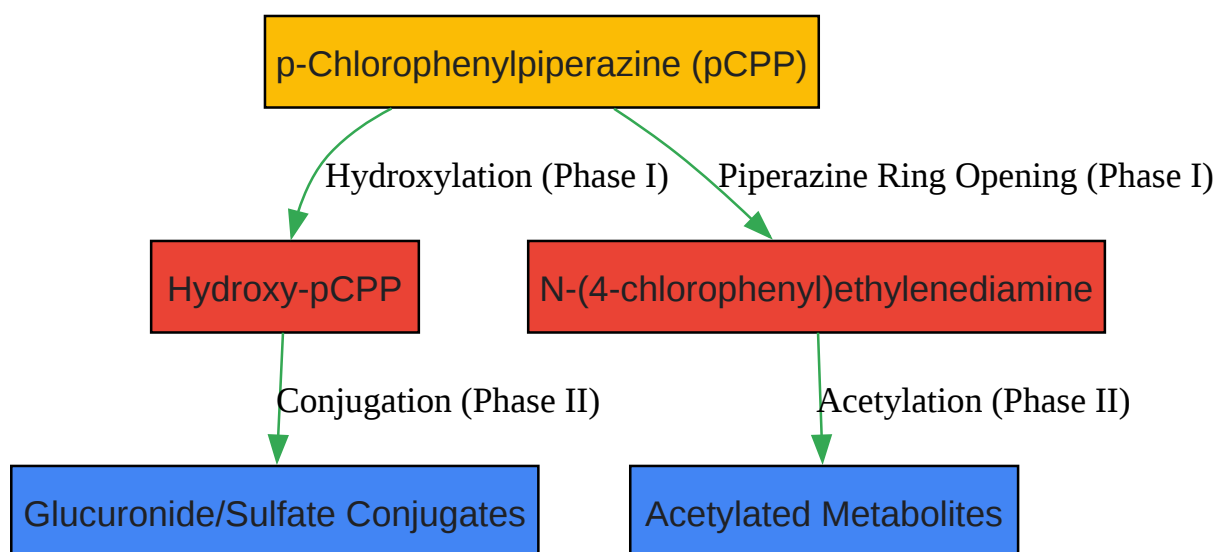 p-Chlorophenylpiperazine (pCPP)
Hydroxylation (Phase I)
Piperazine Ring Opening (Phase I)
Hydroxy-pCPP
N-(4-chlorophenyl)ethylenediamine
Conjugation (Phase II)
Acetylation (Phase II)
Glucuronide/Sulfate Conjugates
Acetylated Metabolites